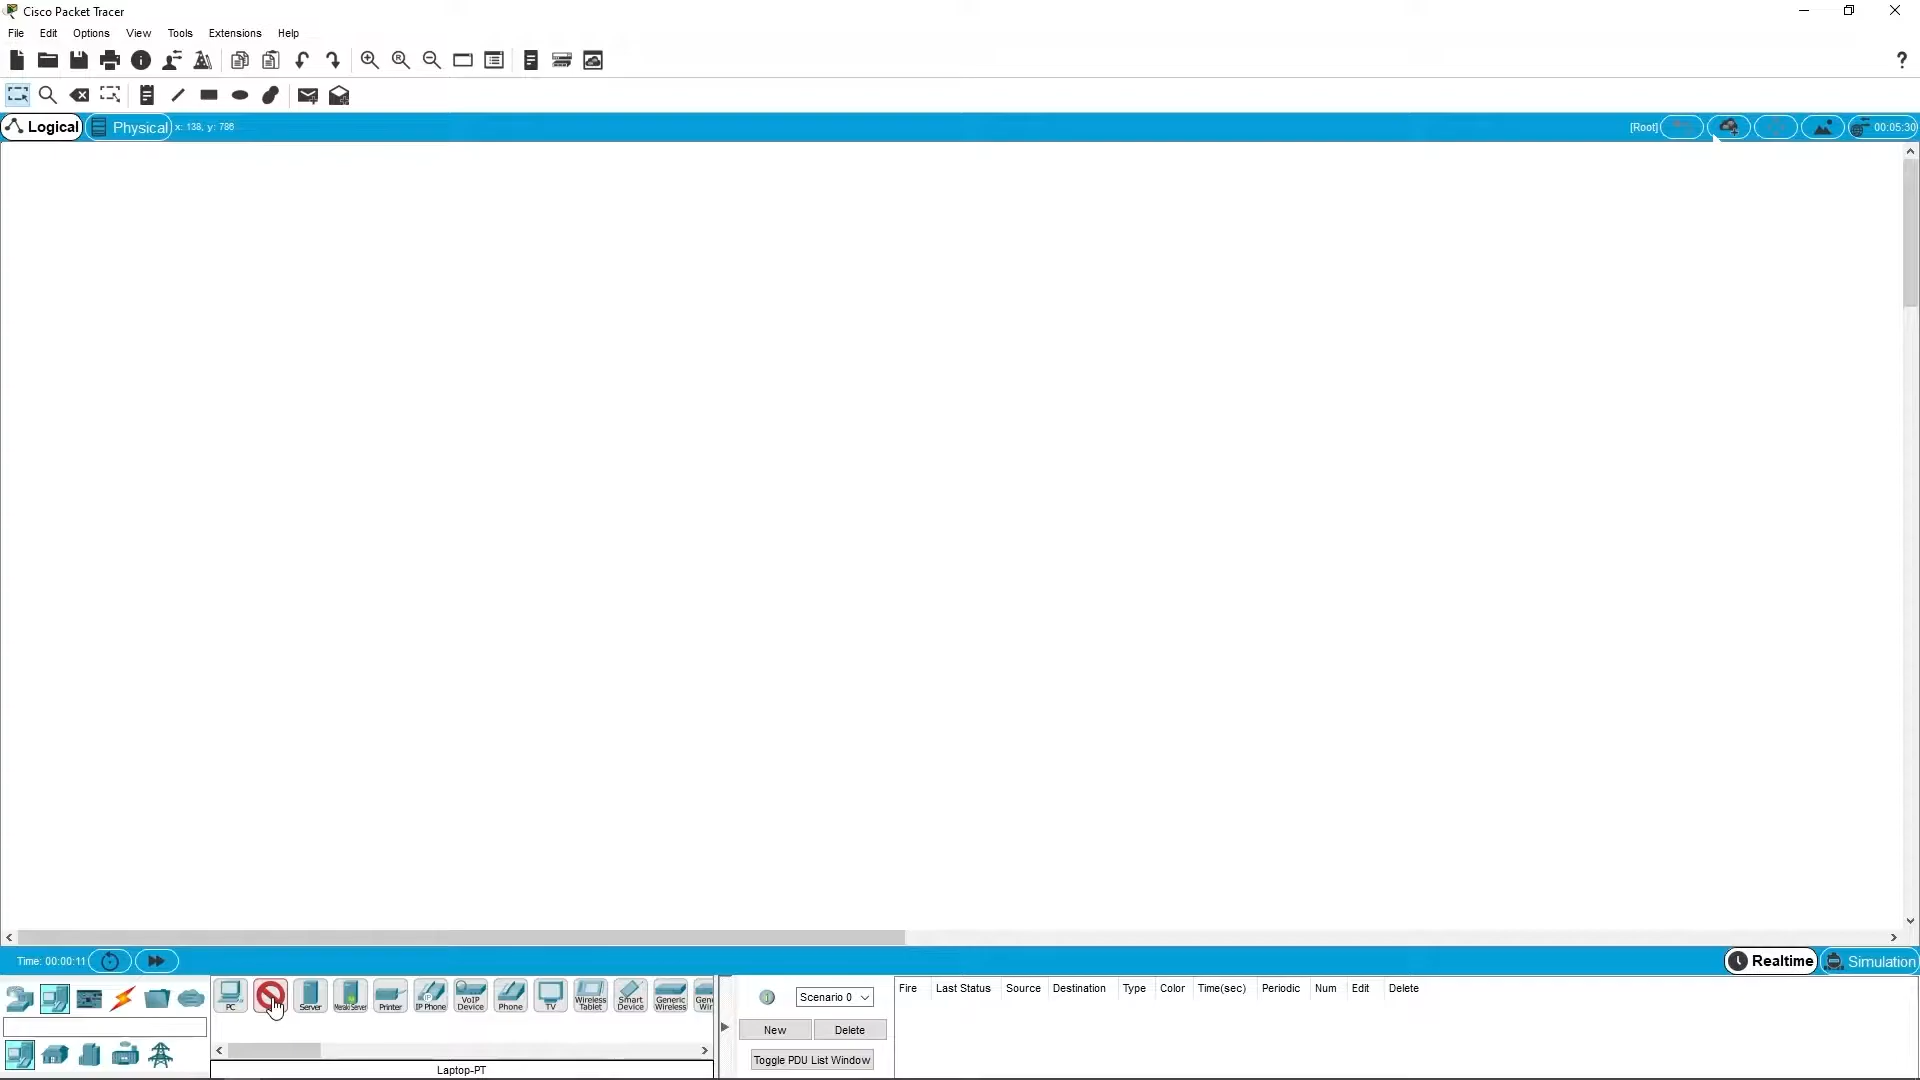 Cisco Packet Tracer
File Edit Options View Tools Extensions Help
?
Logical Physical x: 138, y: 786 [Root] 00:05:30
Time: 00:00:11 Realtime Simulation
PC Server Meraki Server Printer IP Phone VoIP Device Phone TV Wireless Tablet Smart Device Generic Wireless
Scenario 0
Fire Last Status Source Destination Type Color Time(sec) Periodic Num Edit Delete
New Delete
Toggle PDU List Window
Laptop-PT